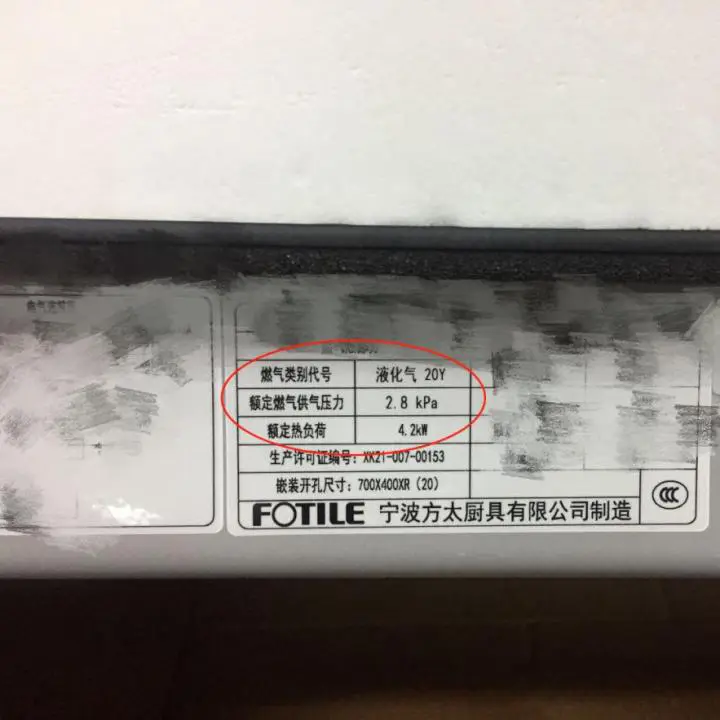 燃气类别代号 液化气 20Y
额定燃气供气压力 2.8 kPa
额定热负荷 4.2kW
生产许可证编号: XK21-007-00153
嵌装开孔尺寸: 700X400XR (20)
FOTILE 宁波方太厨具有限公司制造